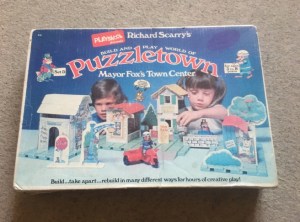 PLAYSKOOL
Richard Scarry's
BUILD AND PLAY A WORLD OF
Puzzletown
Mayor Fox's Town Center
Build...take apart...rebuild in many different ways for hours of creative play!